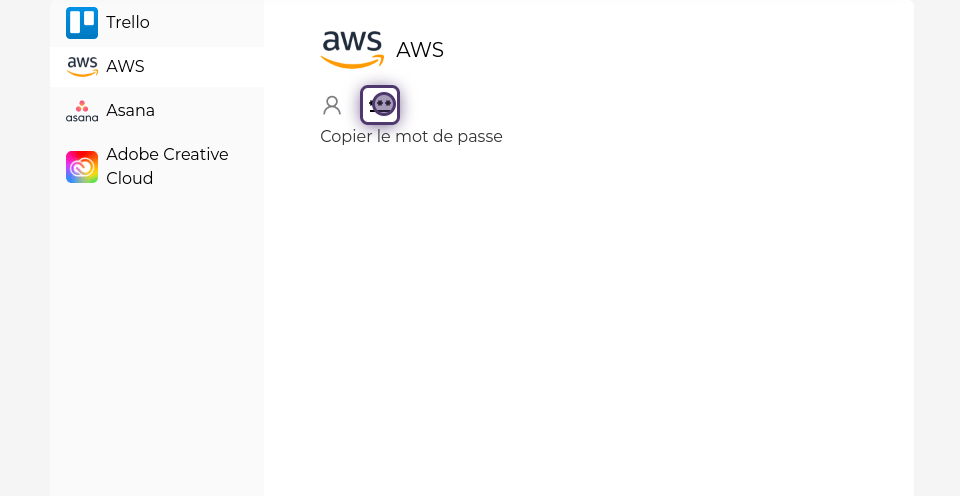 Trello
aws
AWS
asana
Asana
Adobe Creative
Cloud
aws
AWS
Copier le mot de passe